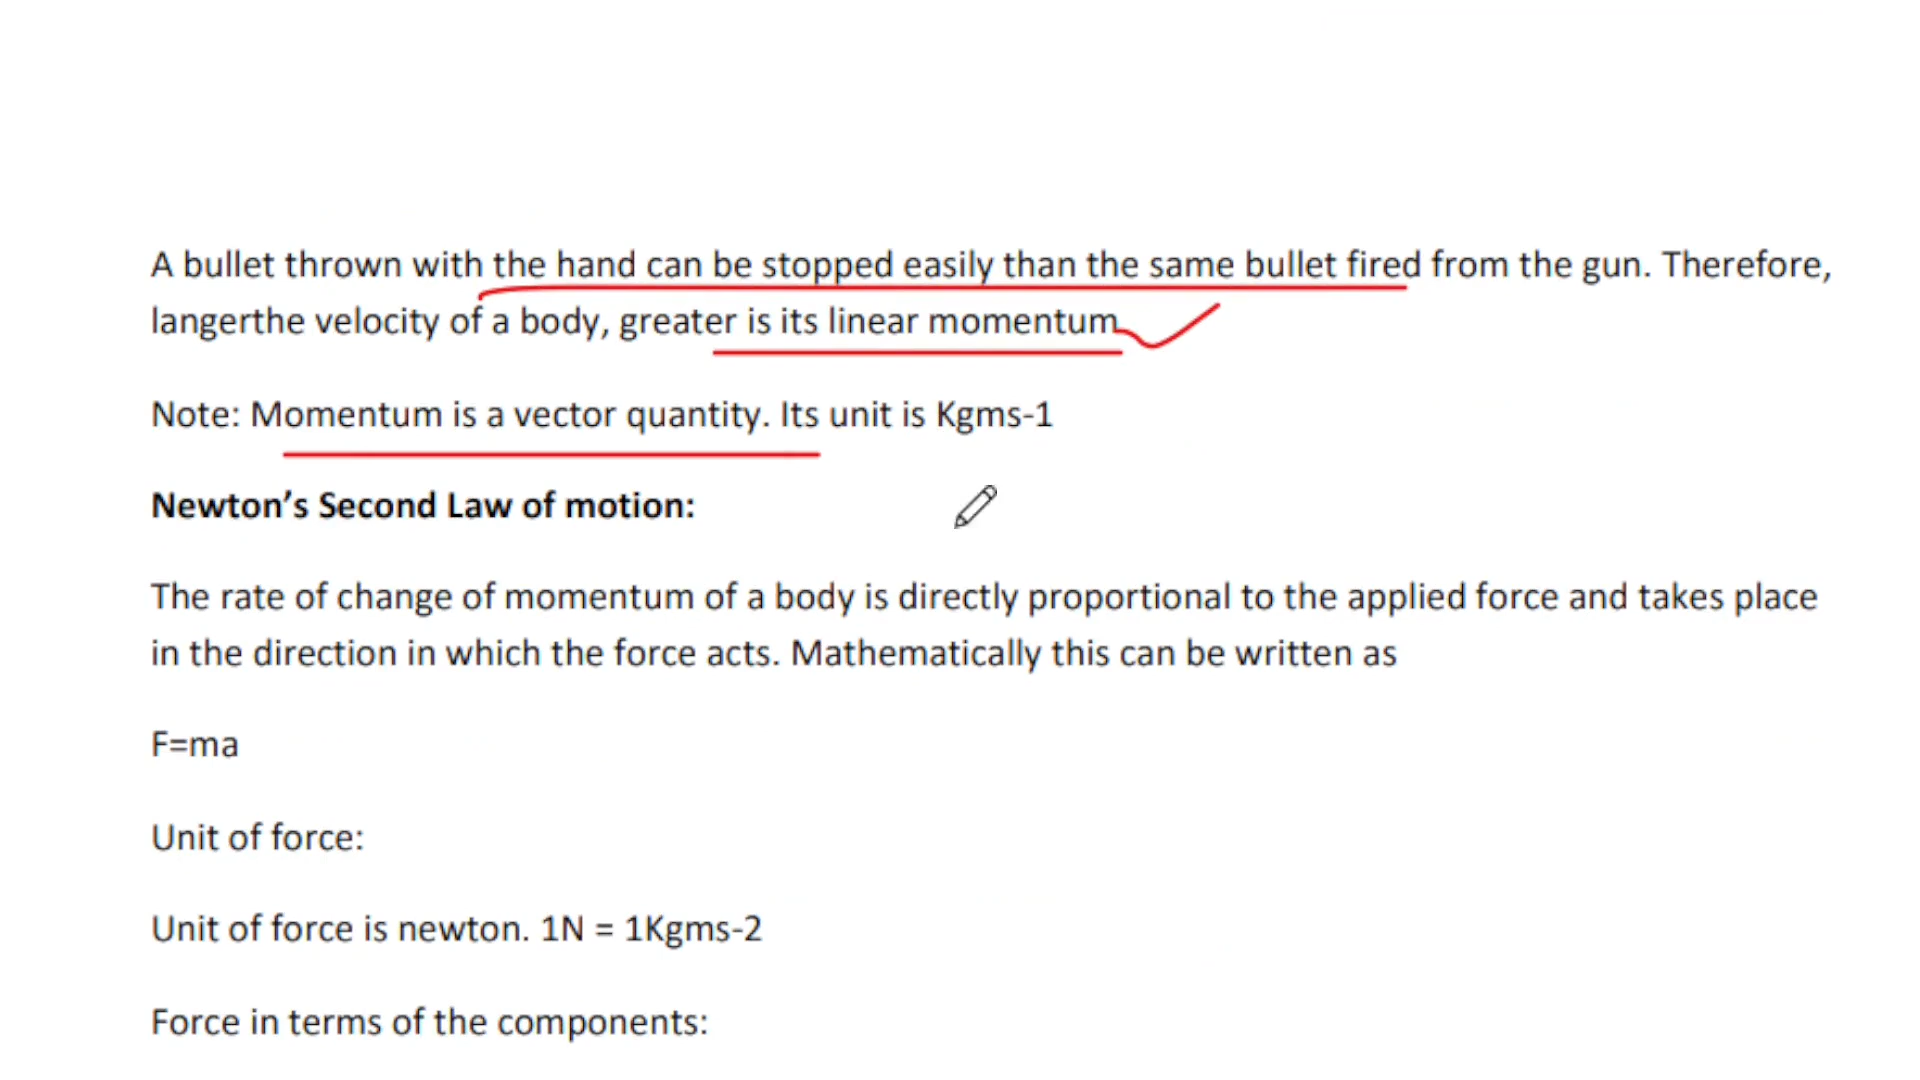 A bullet thrown with the hand can be stopped easily than the same bullet fired from the gun. Therefore,
langerthe velocity of a body, greater is its linear momentum
Note: Momentum is a vector quantity. Its unit is Kgms-1
Newton’s Second Law of motion:
The rate of change of momentum of a body is directly proportional to the applied force and takes place
in the direction in which the force acts. Mathematically this can be written as
F=ma
Unit of force:
Unit of force is newton. 1N = 1Kgms-2
Force in terms of the components: